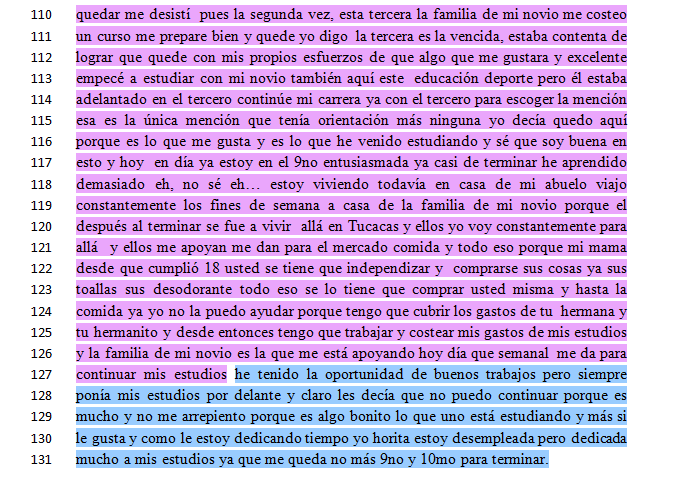 110 quedar me desistí pues la segunda vez, esta tercera la familia de mi novio me costeo
111 un curso me prepare bien y quede yo digo la tercera es la vencida, estaba contenta de
112 lograr que quede con mis propios esfuerzos de que algo que me gustara y excelente
113 empecé a estudiar con mi novio también aquí este educación deporte pero él estaba
114 adelantado en el tercero continúe mi carrera ya con el tercero para escoger la mención
115 esa es la única mención que tenía orientación más ninguna yo decía quedo aquí
116 porque es lo que me gusta y es lo que he venido estudiando y sé que soy buena en
117 esto y hoy en día ya estoy en el 9no entusiasmada ya casi de terminar he aprendido
118 demasiado eh, no sé eh… estoy viviendo todavía en casa de mi abuelo viajo
119 constantemente los fines de semana a casa de la familia de mi novio porque el
120 después al terminar se fue a vivir allá en Tucacas y ellos yo voy constantemente para
121 allá y ellos me apoyan me dan para el mercado comida y todo eso porque mi mama
122 desde que cumplió 18 usted se tiene que independizar y comprarse sus cosas ya sus
123 toallas sus desodorante todo eso se lo tiene que comprar usted misma y hasta la
124 comida ya yo no la puedo ayudar porque tengo que cubrir los gastos de tu hermana y
125 tu hermanito y desde entonces tengo que trabajar y costear mis gastos de mis estudios
126 y la familia de mi novio es la que me está apoyando hoy día que semanal me da para
127 continuar mis estudios he tenido la oportunidad de buenos trabajos pero siempre
128 ponía mis estudios por delante y claro les decía que no puedo continuar porque es
129 mucho y no me arrepiento porque es algo bonito lo que uno está estudiando y más si
130 le gusta y como le estoy dedicando tiempo yo horita estoy desempleada pero dedicada
131 mucho a mis estudios ya que me queda no más 9no y 10mo para terminar.